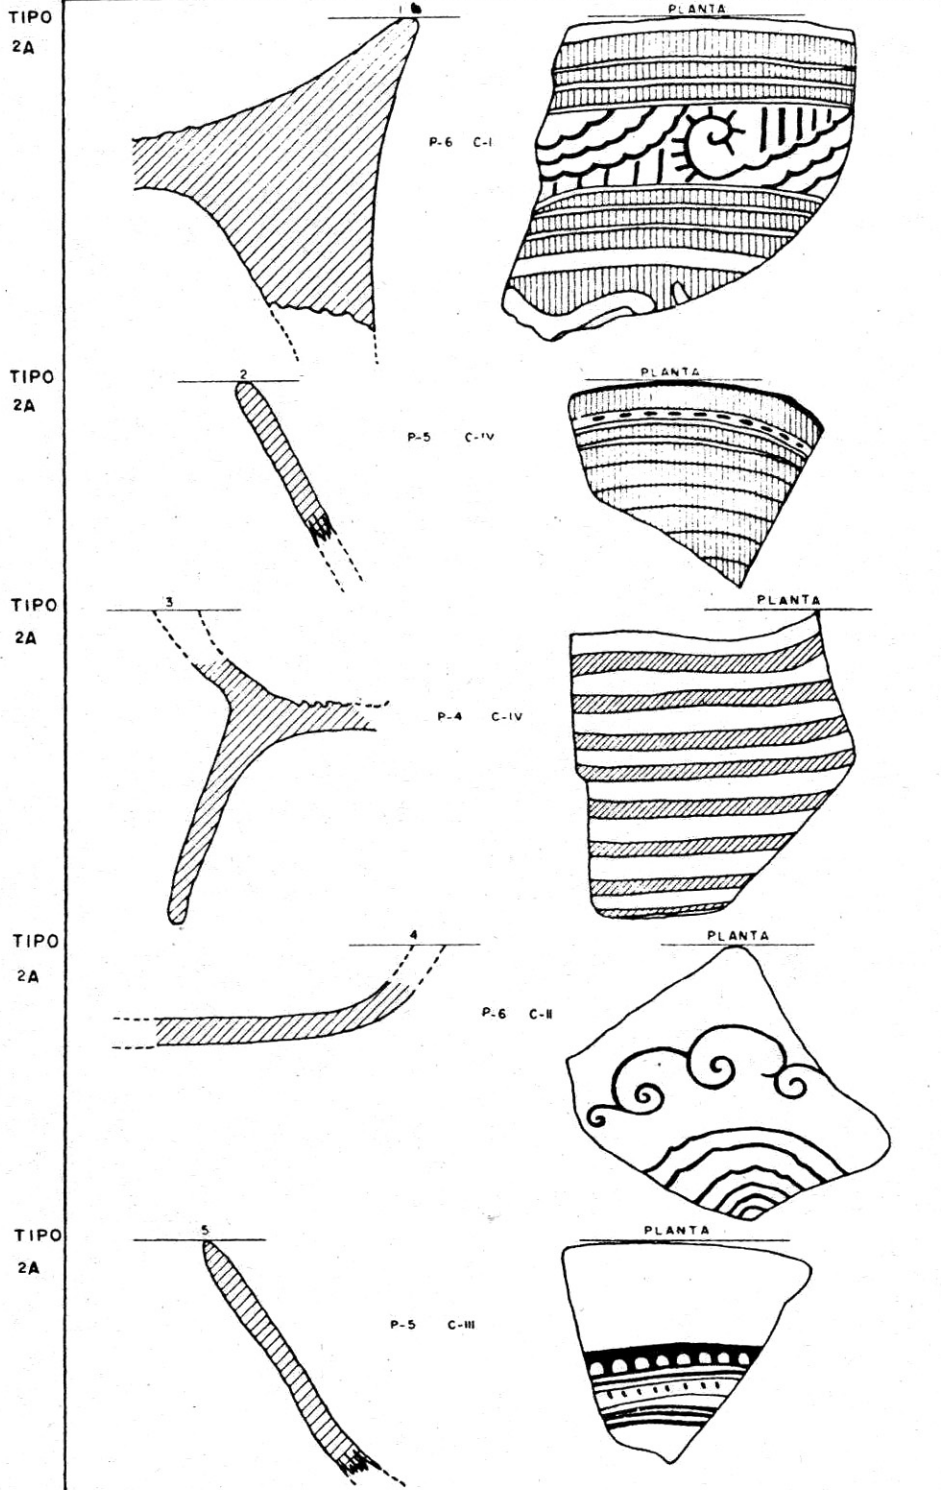 TIPO
2A
1
P-6 C-I
PLANTA
TIPO
2A
2
P-5 C-IV
PLANTA
TIPO
2A
3
P-4 C-IV
PLANTA
TIPO
2A
4
P-6 C-II
PLANTA
TIPO
2A
5
P-5 C-III
PLANTA